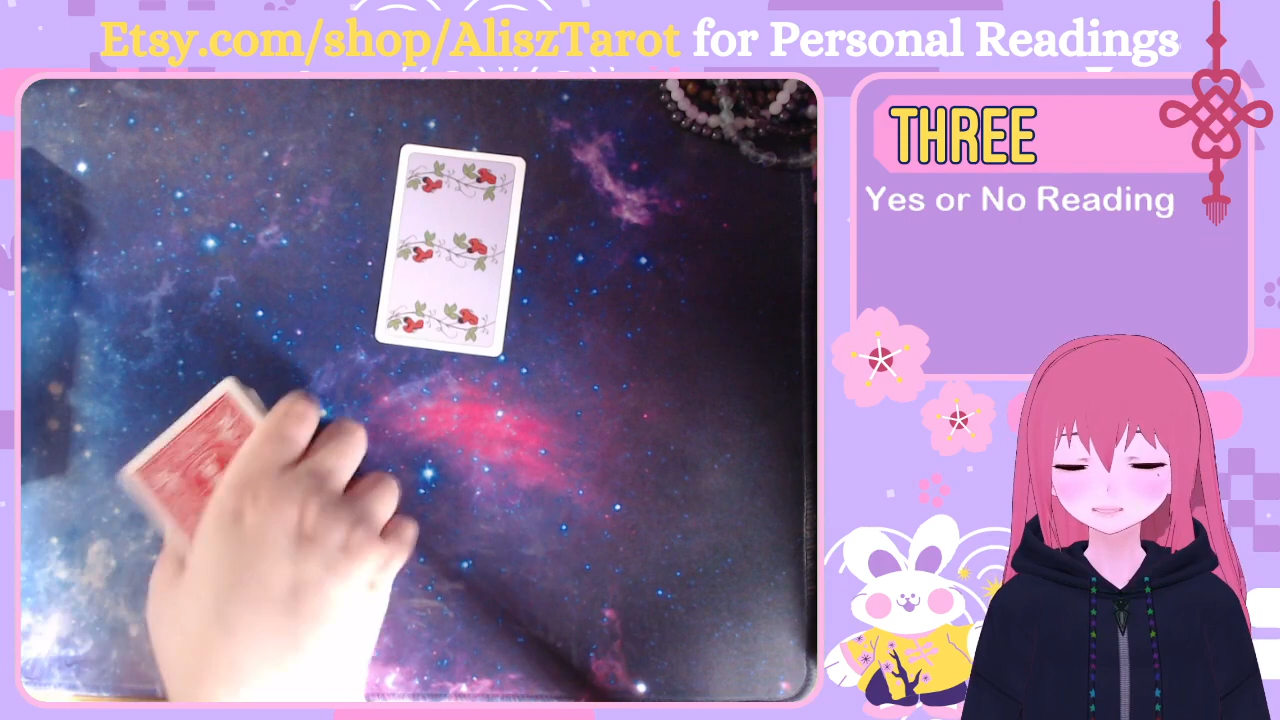 Etsy.com/shop/AliszTarot for Personal Readings
THREE
Yes or No Reading